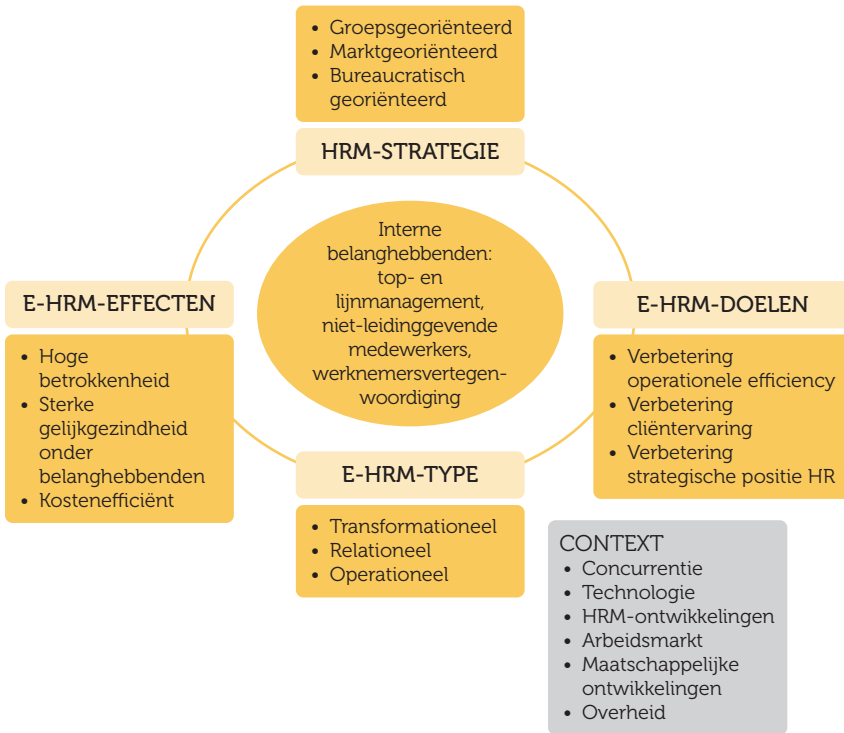 • Groepsgeoriënteerd
• Marktgeoriënteerd
• Bureaucratisch
georiënteerd
HRM-STRATEGIE
Interne
belanghebbenden:
top- en
lijnmanagement,
niet-leidinggevende
medewerkers,
werknemersvertegen-
woordiging
E-HRM-EFFECTEN
• Hoge
betrokkenheid
• Sterke
gelijkgezindheid
onder
belanghebbenden
• Kostenefficiënt
E-HRM-DOELEN
• Verbetering
operationele efficiency
• Verbetering
cliëntervaring
• Verbetering
strategische positie HR
E-HRM-TYPE
• Transformationeel
• Relationeel
• Operationeel
CONTEXT
• Concurrentie
• Technologie
• HRM-ontwikkelingen
• Arbeidsmarkt
• Maatschappelijke
ontwikkelingen
• Overheid